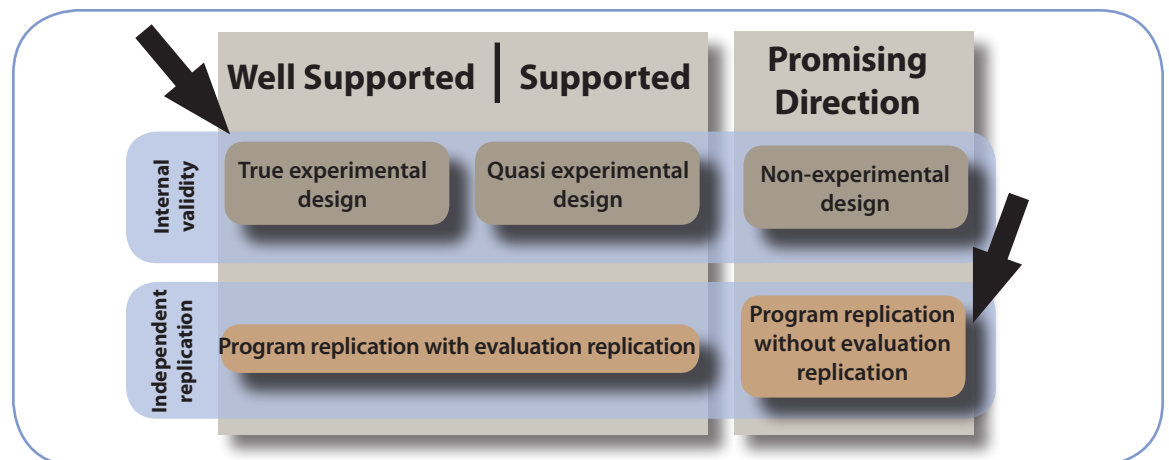 Well Supported | Supported
Promising
Direction
Internal
validity
True experimental
design
Quasi experimental
design
Non-experimental
design
Independent
replication
Program replication with evaluation replication
Program replication
without evaluation
replication